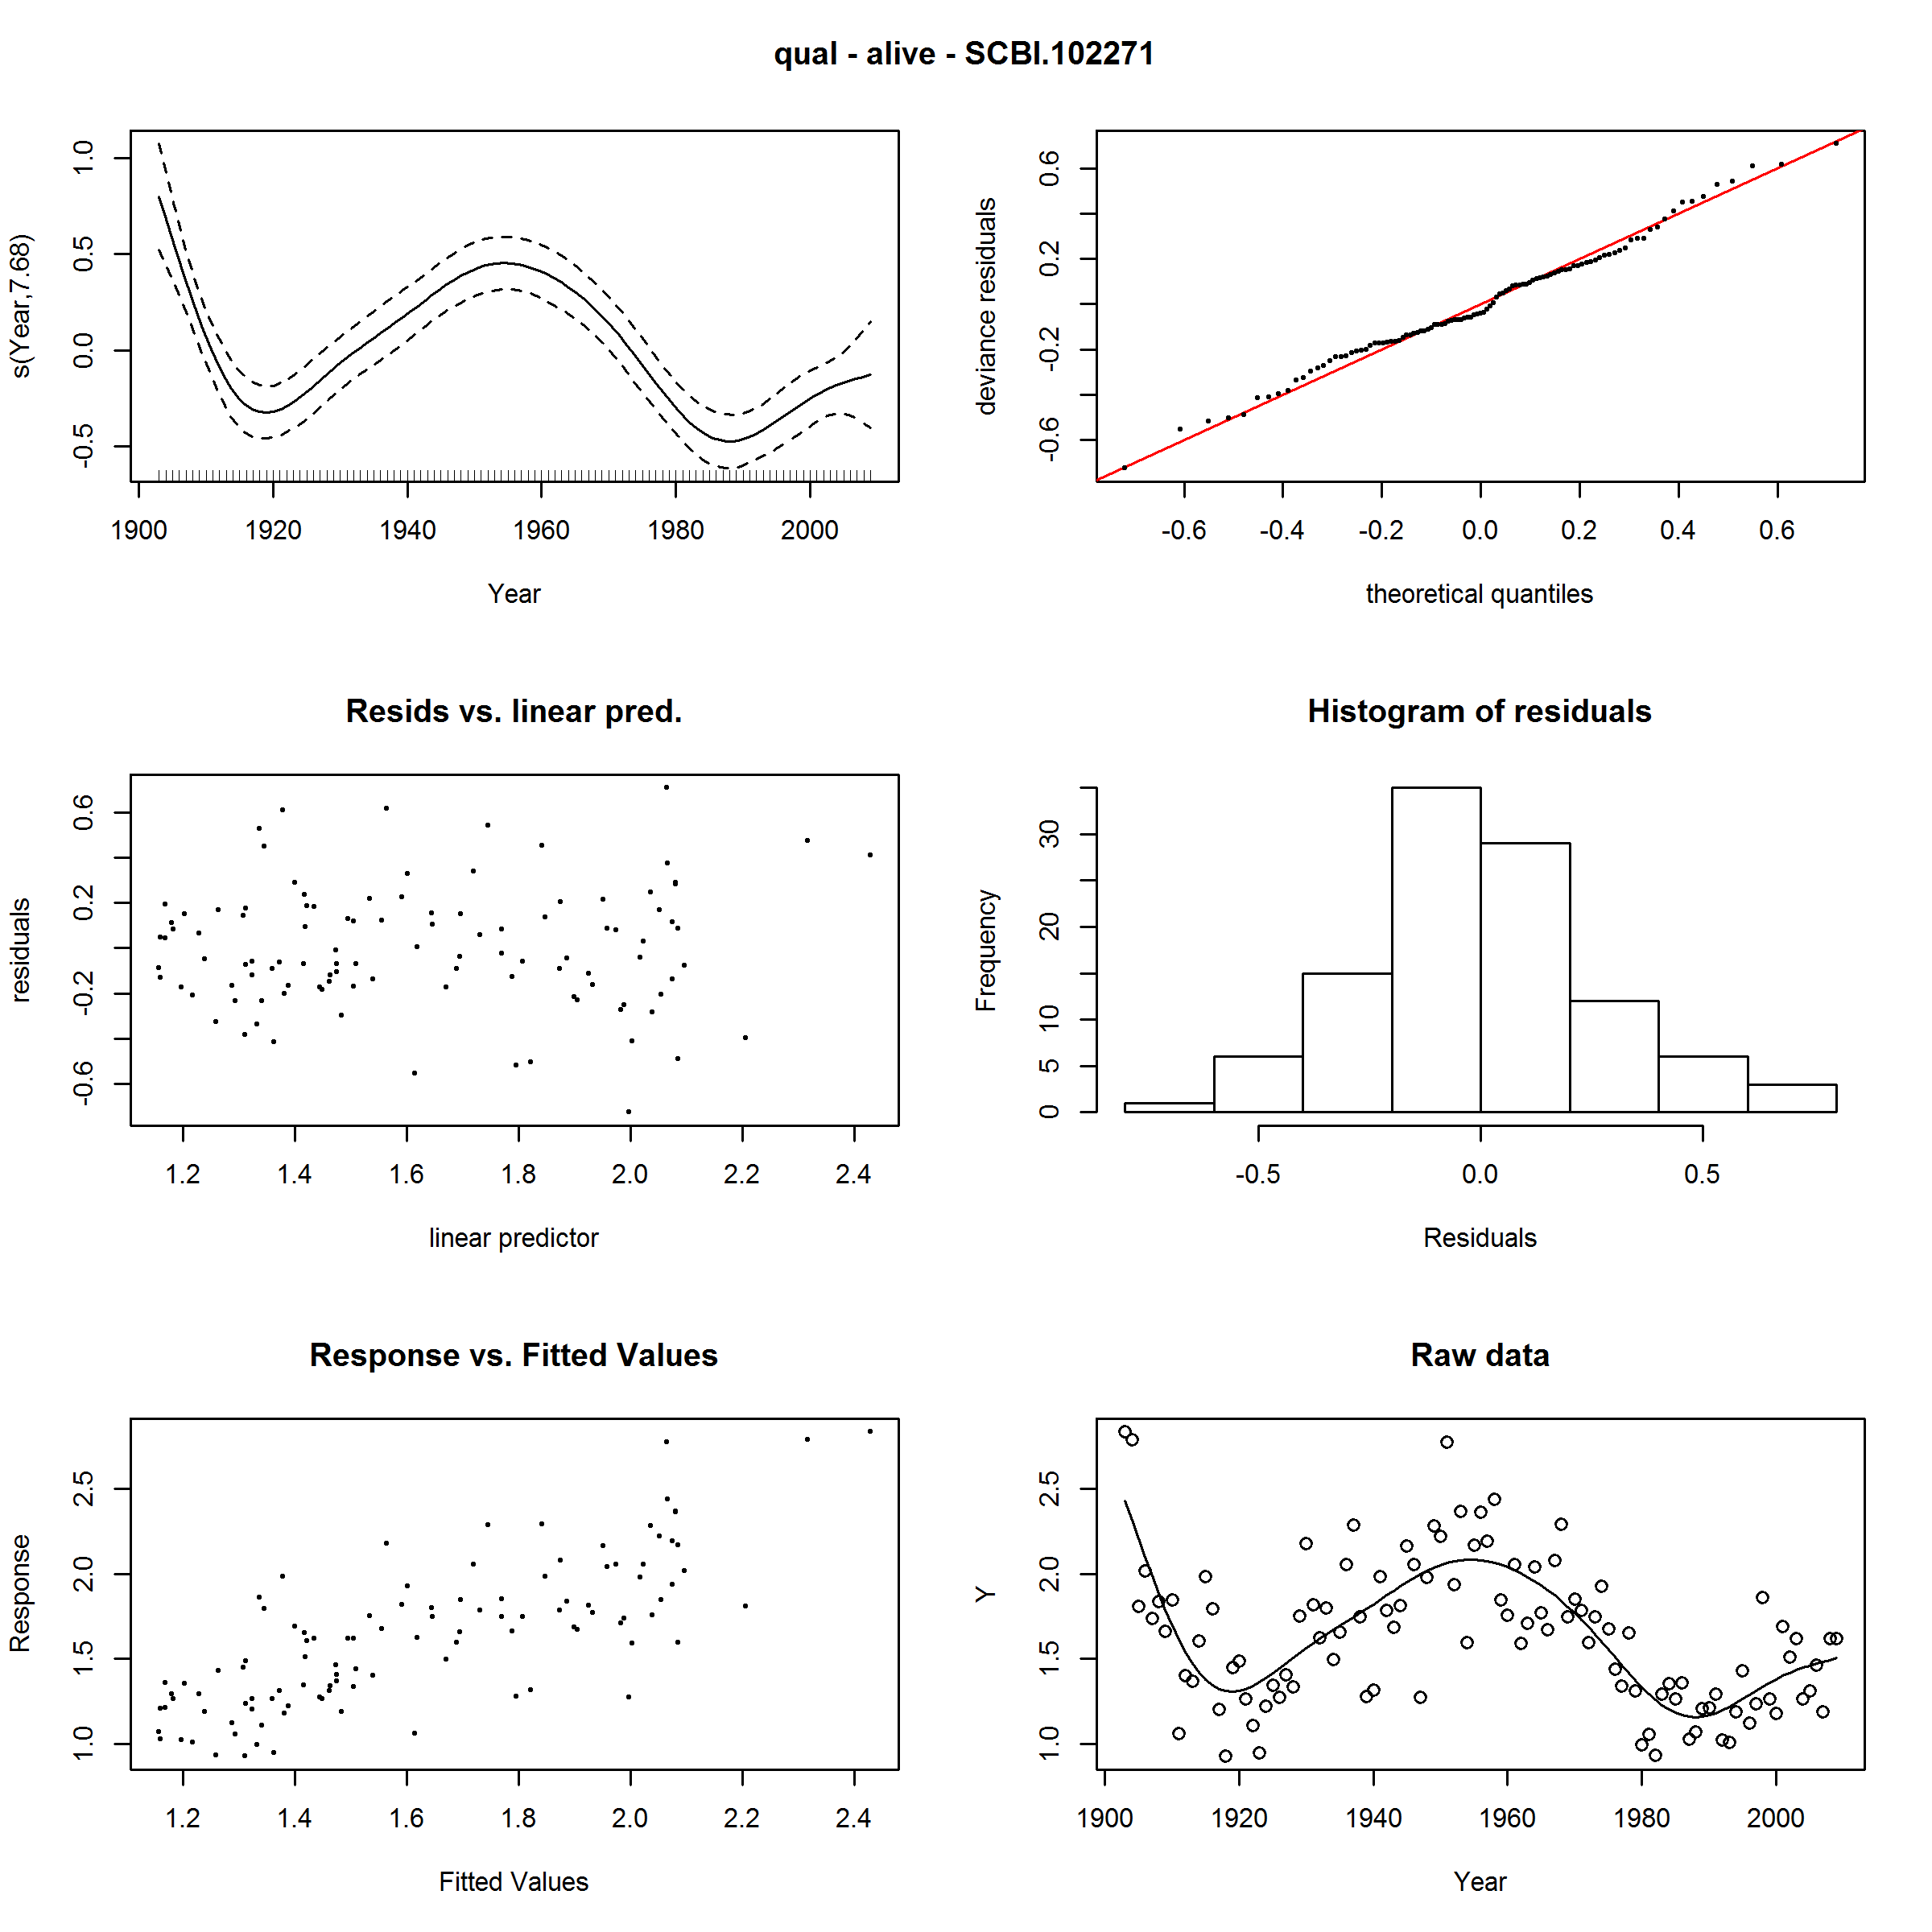 qual - alive - SCBI.102271
s(Year,7.68)
-0.5 0.0 0.5 1.0
1900 1920 1940 1960 1980 2000
Year
deviance residuals
-0.6 -0.2 0.2 0.6
-0.6 -0.4 -0.2 0.0 0.2 0.4 0.6
theoretical quantiles
Resids vs. linear pred.
residuals
-0.6 -0.2 0.2 0.6
1.2 1.4 1.6 1.8 2.0 2.2 2.4
linear predictor
Histogram of residuals
Frequency
0 5 10 20 30
-0.5 0.0 0.5
Residuals
Response vs. Fitted Values
Response
1.0 1.5 2.0 2.5
1.2 1.4 1.6 1.8 2.0 2.2 2.4
Fitted Values
Raw data
Y
1.0 1.5 2.0 2.5
1900 1920 1940 1960 1980 2000
Year